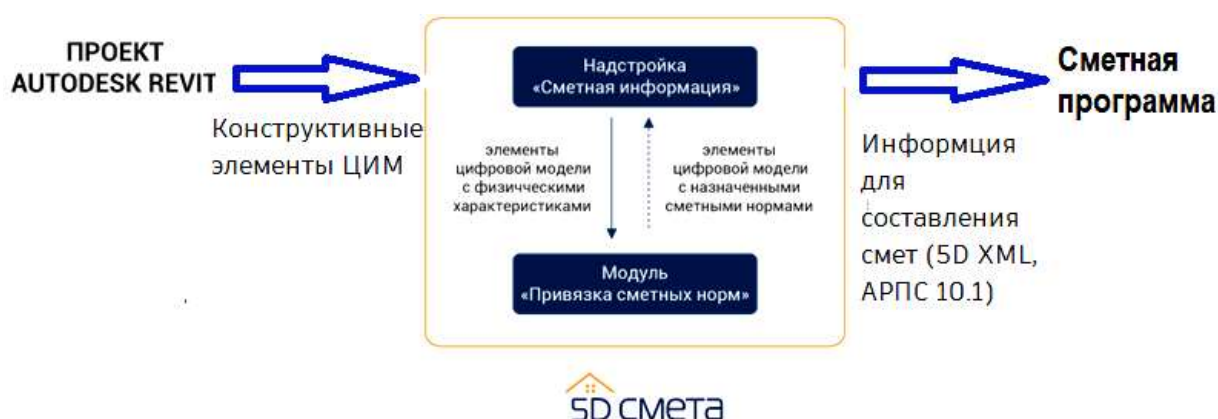 ПРОЕКТ
AUTODESK REVIT
Конструктивные
элементы ЦИМ
Надстройка
«Сметная информация»
элементы
цифровой модели
с физичческими
характеристиками
элементы
цифровой модели
с назначенными
сметными нормами
Модуль
«Привязка сметных норм»
Сметная
программа
Информция
для
составления
смет (5D XML,
АРПС 10.1)
5D смета